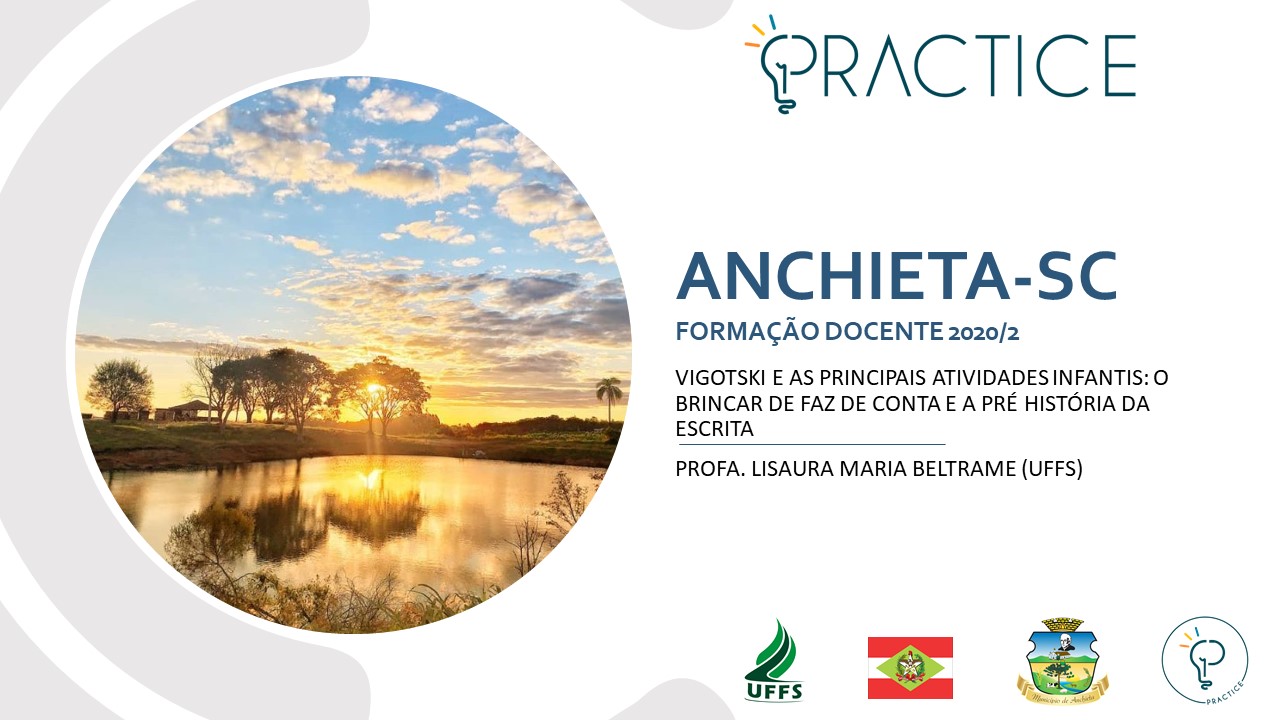 PRACTICE
ANCHIETA-SC
FORMAÇÃO DOCENTE 2020/2
VIGOTSKI E AS PRINCIPAIS ATIVIDADES INFANTIS: O
BRINCAR DE FAZ DE CONTA E A PRÉ HISTÓRIA DA
ESCRITA
PROFA. LISAURA MARIA BELTRAME (UFFS)
UFFS
Município de Anchieta
PRACTICE